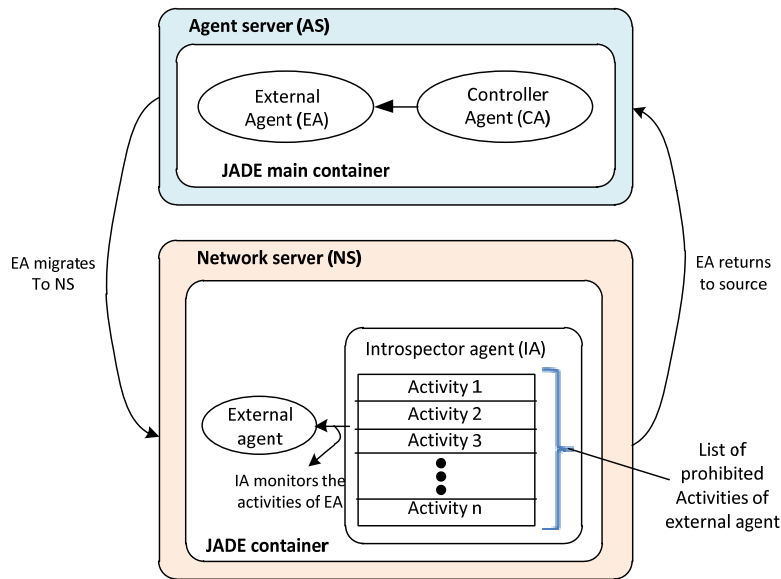 Agent server (AS)
External
Agent (EA)
Controller
Agent (CA)
JADE main container
EA migrates
To NS
EA returns
to source
Network server (NS)
Introspector agent (IA)
Activity 1
Activity 2
Activity 3
Activity n
External
agent
IA monitors the
activities of EA
JADE container
List of
prohibited
Activities of
external agent